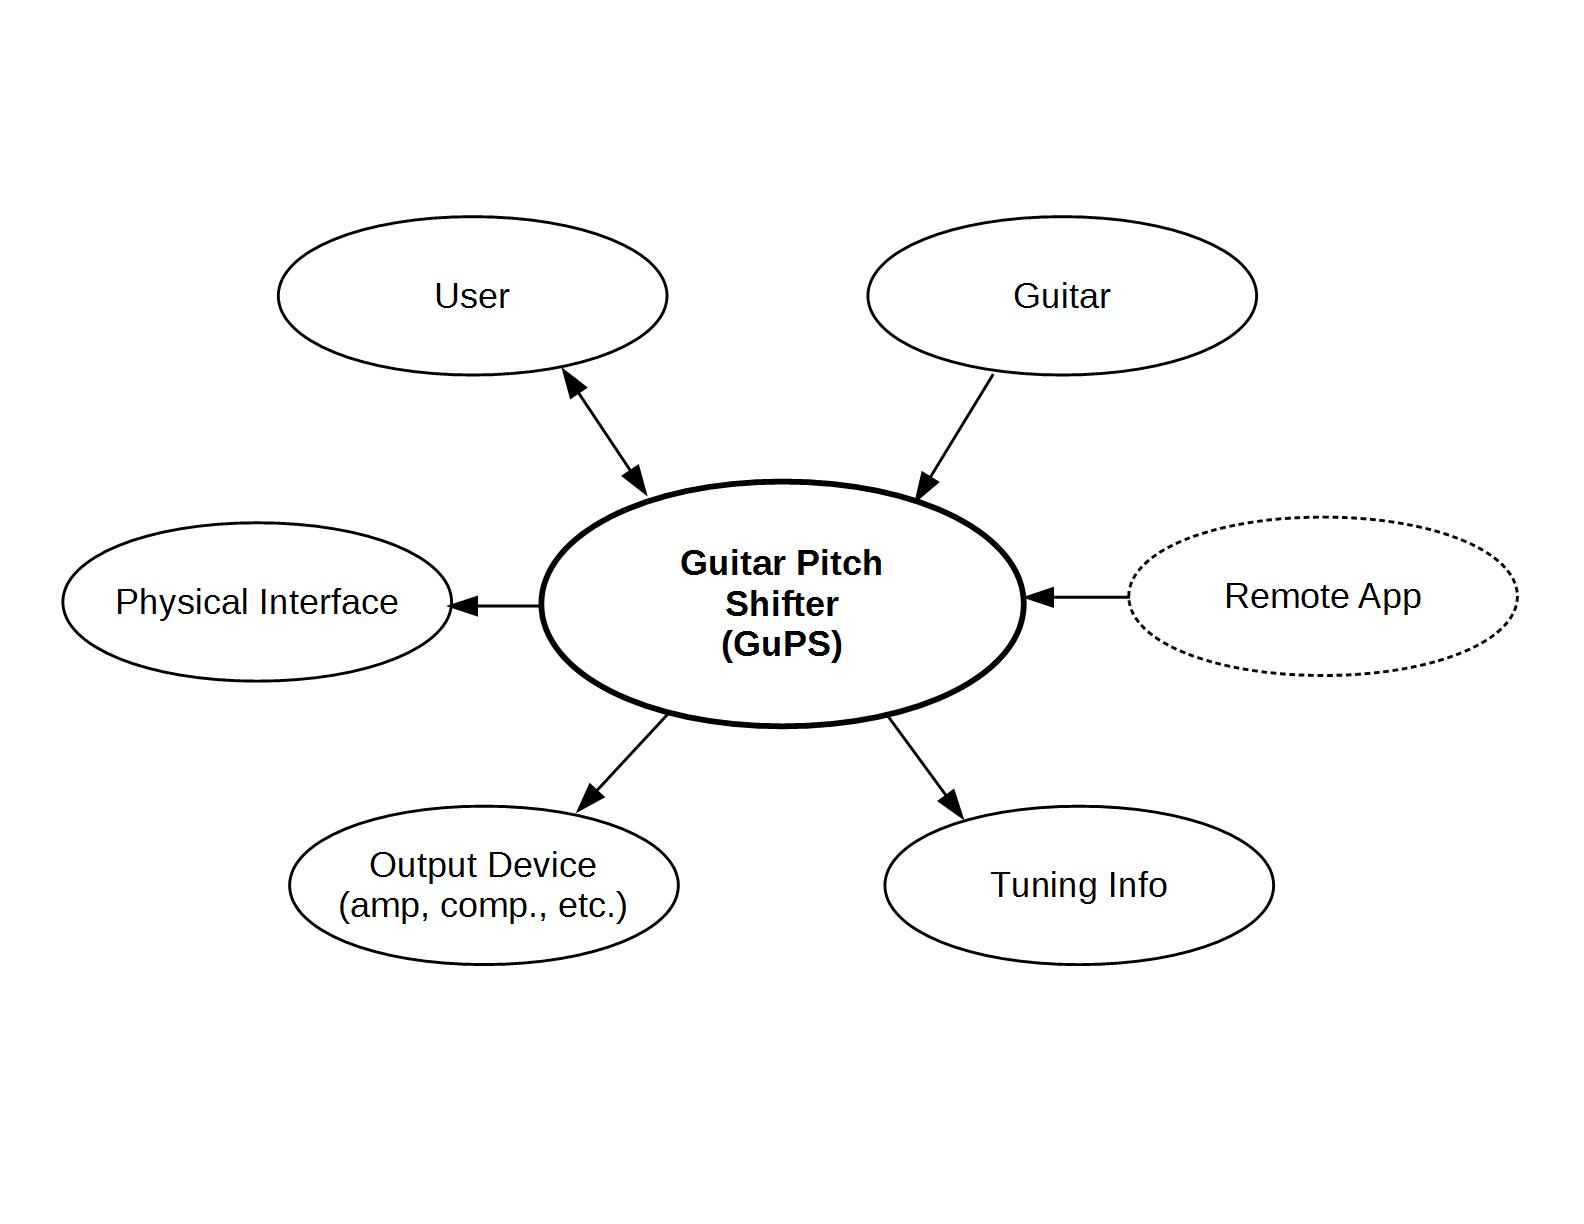 User
Guitar
Guitar Pitch
Shifter
(GuPS)
Physical Interface
Remote App
Output Device
(amp, comp., etc.)
Tuning Info